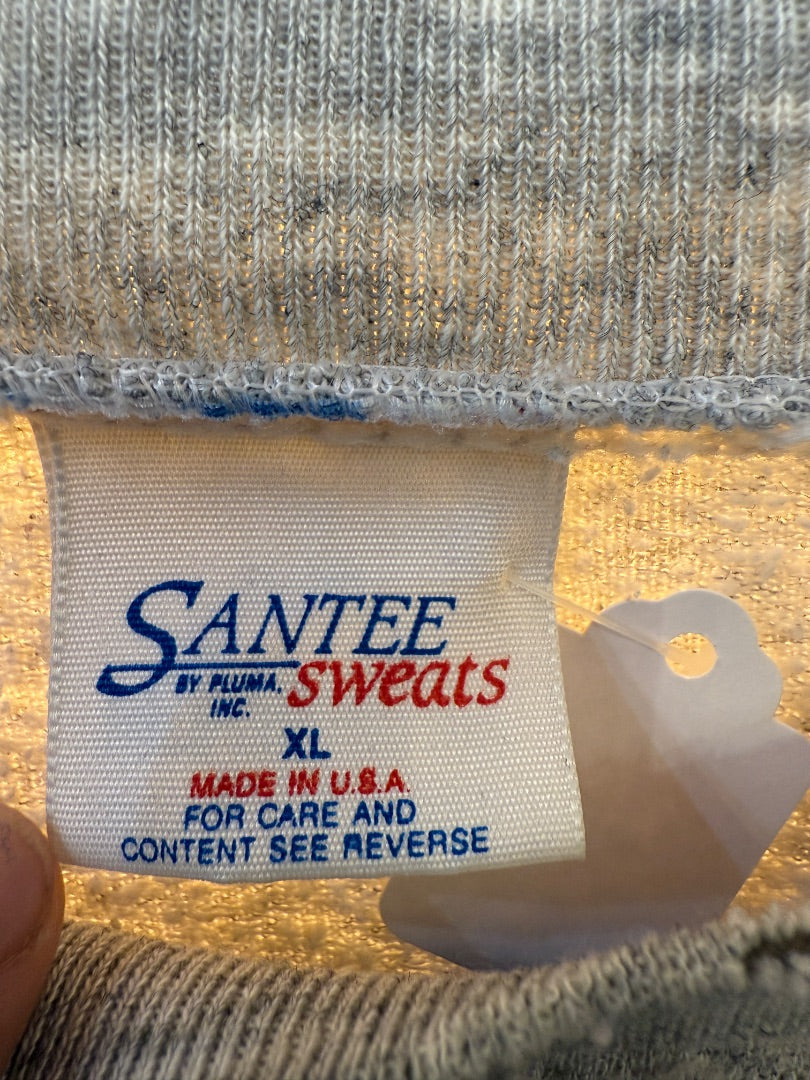 SANTEE
BY PLUMA, sweats
INC.
XL
MADE IN U.S.A.
FOR CARE AND
CONTENT SEE REVERSE